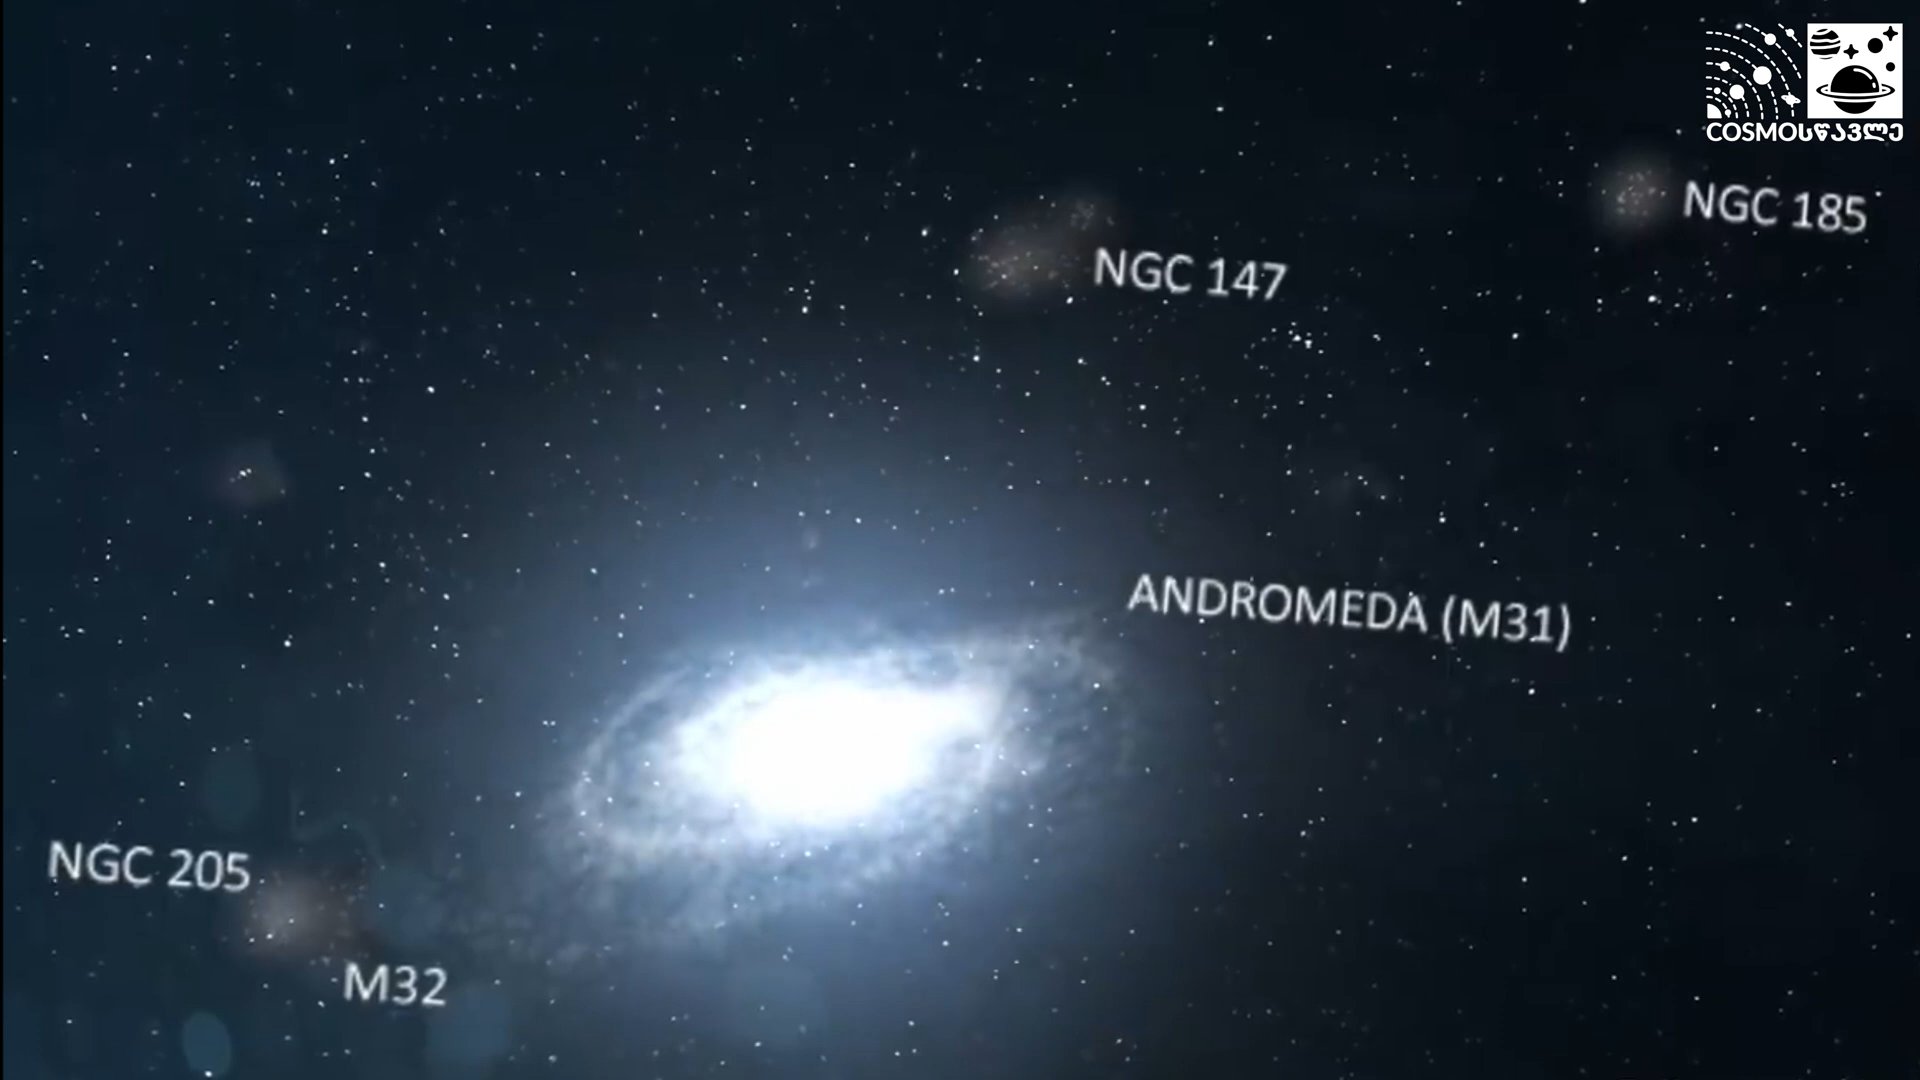 COSMOსწავლე
NGC 185
NGC 147
ANDROMEDA (M31)
NGC 205
M32